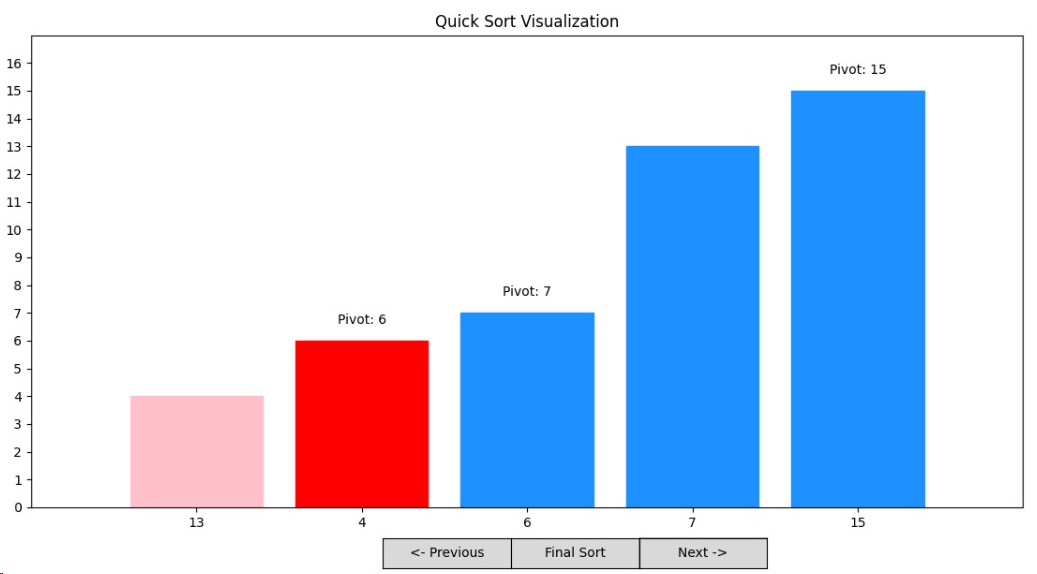 Quick Sort Visualization
16
15
14
13
12
11
10
9
8
7
6
5
4
3
2
1
0
Pivot: 15
Pivot: 7
Pivot: 6
13 4 6 7 15
<- Previous Final Sort Next ->